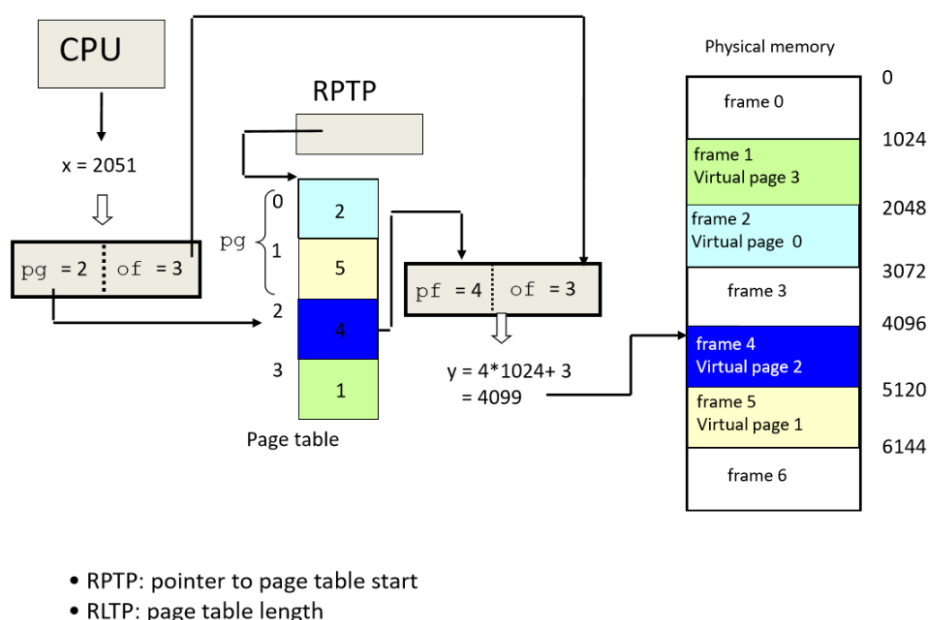 CPU
Physical memory
0
RPTP
frame 0
1024
x = 2051
frame 1
Virtual page 3
2048
0
2
frame 2
Virtual page 0
pg
1
5
3072
pg = 2
of = 3
pf = 4
of = 3
frame 3
2
4
4096
frame 4
Virtual page 2
3
1
y = 4*1024+ 3
= 4099
5120
frame 5
Virtual page 1
Page table
6144
frame 6
• RPTP: pointer to page table start
• RLTP: page table length